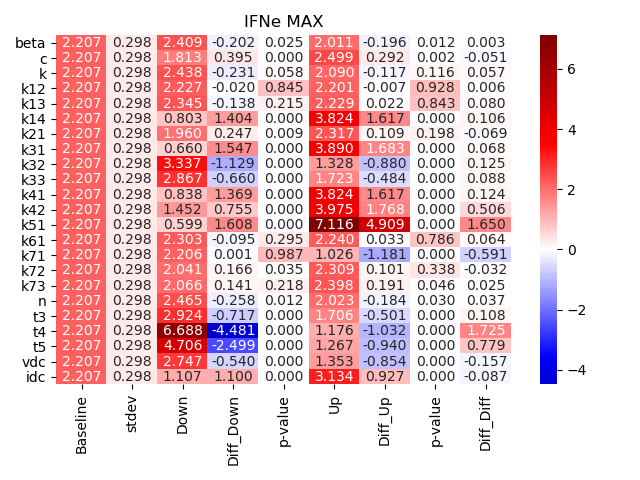 IFNe MAX
beta 2.207 0.298 2.409 -0.202 0.025 2.011 -0.196 0.012 0.003
c 2.207 0.298 1.813 0.395 0.000 2.499 0.292 0.002 -0.051
k 2.207 0.298 2.438 -0.231 0.058 2.090 -0.117 0.116 0.057
k12 2.207 0.298 2.227 -0.020 0.845 2.201 -0.007 0.928 0.006
k13 2.207 0.298 2.345 -0.138 0.215 2.229 0.022 0.843 0.080
k14 2.207 0.298 0.803 1.404 0.000 3.824 1.617 0.000 0.106
k21 2.207 0.298 1.960 0.247 0.009 2.317 0.109 0.198 -0.069
k31 2.207 0.298 0.660 1.547 0.000 3.890 1.683 0.000 0.068
k32 2.207 0.298 3.337 -1.129 0.000 1.328 -0.880 0.000 0.125
k33 2.207 0.298 2.867 -0.660 0.000 1.723 -0.484 0.000 0.088
k41 2.207 0.298 0.838 1.369 0.000 3.824 1.617 0.000 0.124
k42 2.207 0.298 1.452 0.755 0.000 3.975 1.768 0.000 0.506
k51 2.207 0.298 0.599 1.608 0.000 7.116 4.909 0.000 1.650
k61 2.207 0.298 2.303 -0.095 0.295 2.240 0.033 0.786 0.064
k71 2.207 0.298 2.206 0.001 0.987 1.026 -1.181 0.000 -0.591
k72 2.207 0.298 2.041 0.166 0.035 2.309 0.101 0.338 -0.032
k73 2.207 0.298 2.066 0.141 0.218 2.398 0.191 0.046 0.025
n 2.207 0.298 2.465 -0.258 0.012 2.023 -0.184 0.030 0.037
t3 2.207 0.298 2.924 -0.717 0.000 1.706 -0.501 0.000 0.108
t4 2.207 0.298 6.688 -4.481 0.000 1.176 -1.032 0.000 1.725
t5 2.207 0.298 4.706 -2.499 0.000 1.267 -0.940 0.000 0.779
vdc 2.207 0.298 2.747 -0.540 0.000 1.353 -0.854 0.000 -0.157
idc 2.207 0.298 1.107 1.100 0.000 3.134 0.927 0.000 -0.087
Baseline stdev Down Diff_Down p-value Up Diff_Up p-value Diff_Diff
6
4
2
0
−2
−4